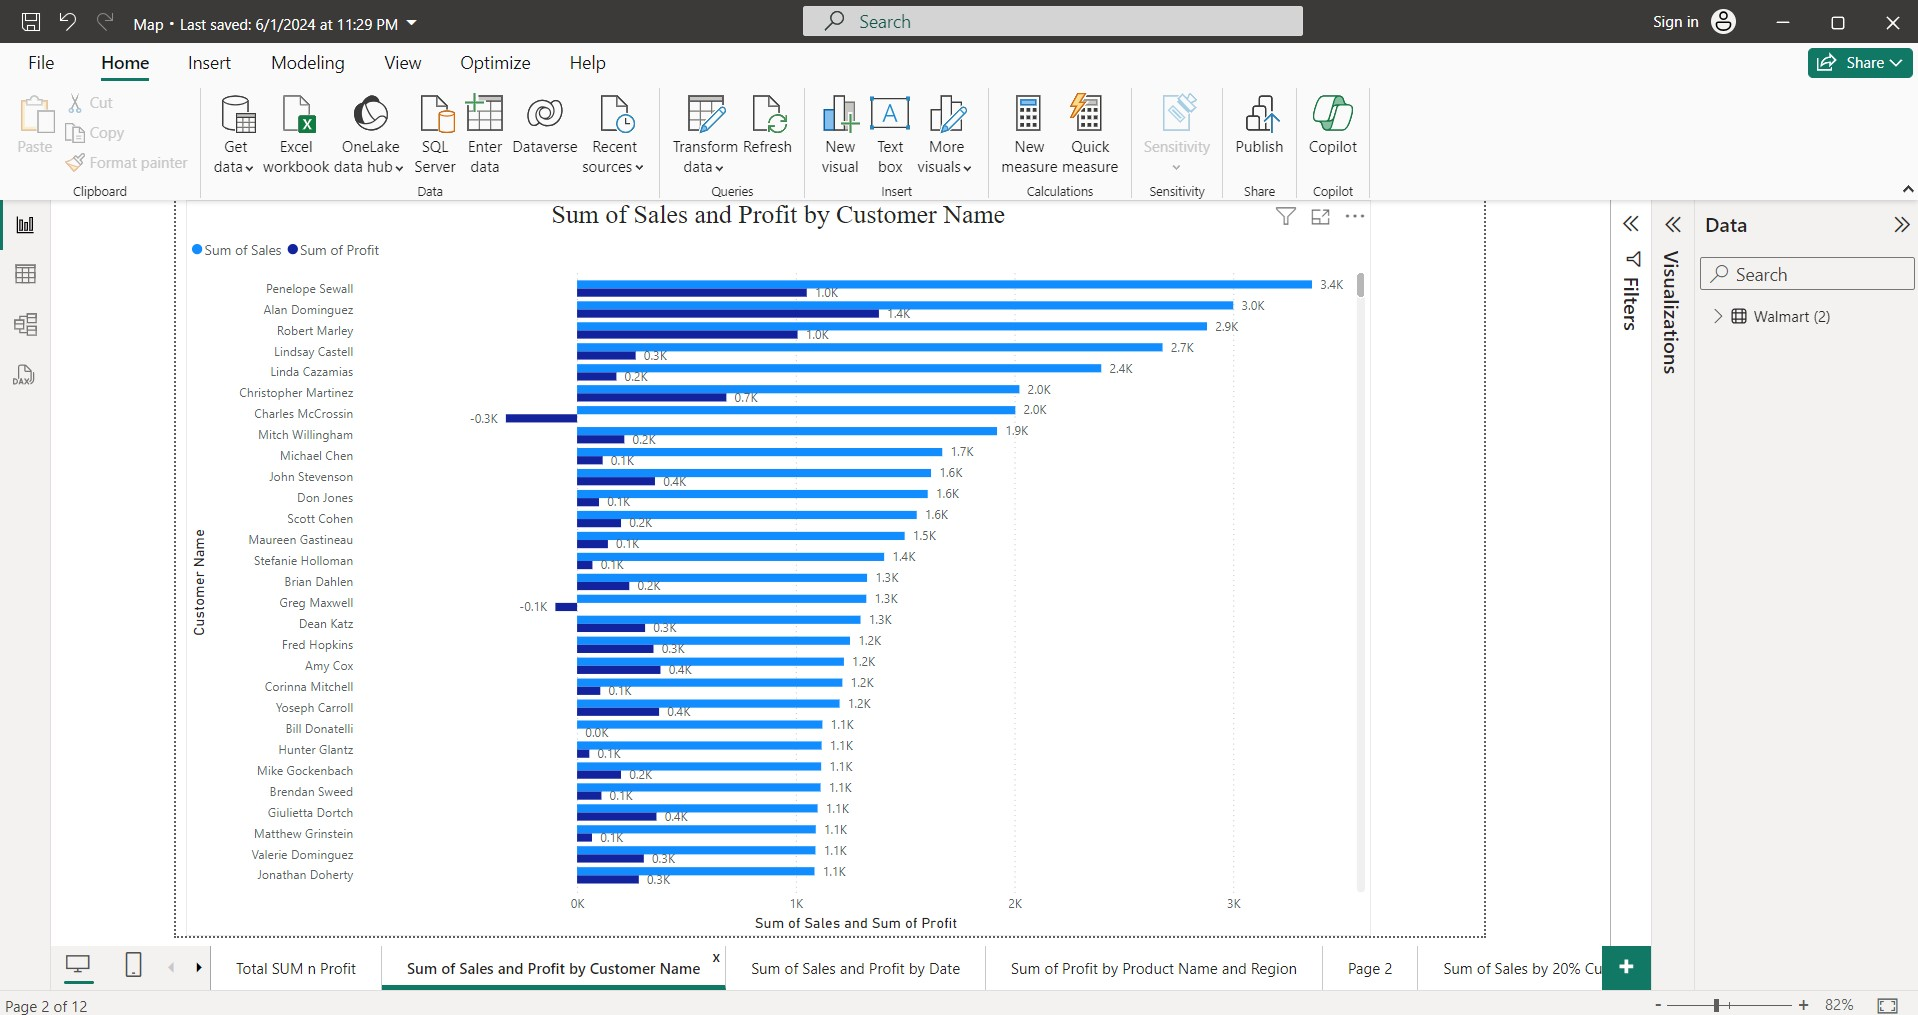 Map • Last saved: 6/1/2024 at 11:29 PM
Search
Sign in
File Home Insert Modeling View Optimize Help
Share
Paste
Cut
Copy
Format painter
Clipboard
Get data
Excel workbook
OneLake data hub
SQL Server
Enter data
Dataverse
Recent sources
Data
Transform data
Refresh
Queries
New visual
Text box
More visuals
Insert
New measure
Quick measure
Calculations
Sensitivity
Sensitivity
Publish
Share
Copilot
Copilot
DAX
Sum of Sales and Profit by Customer Name
Sum of Sales Sum of Profit
Customer Name
Penelope Sewall 3.4K 1.0K
Alan Dominguez 3.0K 1.4K
Robert Marley 2.9K 1.0K
Lindsay Castell 2.7K 0.3K
Linda Cazamias 2.4K 0.2K
Christopher Martinez 2.0K 0.7K
Charles McCrossin 2.0K -0.3K
Mitch Willingham 1.9K 0.2K
Michael Chen 1.7K 0.1K
John Stevenson 1.6K 0.4K
Don Jones 1.6K 0.1K
Scott Cohen 1.6K 0.2K
Maureen Gastineau 1.5K 0.1K
Stefanie Holloman 1.4K 0.1K
Brian Dahlen 1.3K 0.2K
Greg Maxwell 1.3K -0.1K
Dean Katz 1.3K 0.3K
Fred Hopkins 1.2K 0.3K
Amy Cox 1.2K 0.4K
Corinna Mitchell 1.2K 0.1K
Yoseph Carroll 1.2K 0.4K
Bill Donatelli 1.1K 0.0K
Hunter Glantz 1.1K 0.1K
Mike Gockenbach 1.1K 0.2K
Brendan Sweed 1.1K 0.1K
Giulietta Dortch 1.1K 0.4K
Matthew Grinstein 1.1K 0.1K
Valerie Dominguez 1.1K 0.3K
Jonathan Doherty 1.1K 0.3K
0K 1K 2K 3K
Sum of Sales and Sum of Profit
Filters
Visualizations
Data
Search
Walmart (2)
Total SUM n Profit
Sum of Sales and Profit by Customer Name x
Sum of Sales and Profit by Date
Sum of Profit by Product Name and Region
Page 2
Sum of Sales by 20% Cu
+
Page 2 of 12
- + 82%